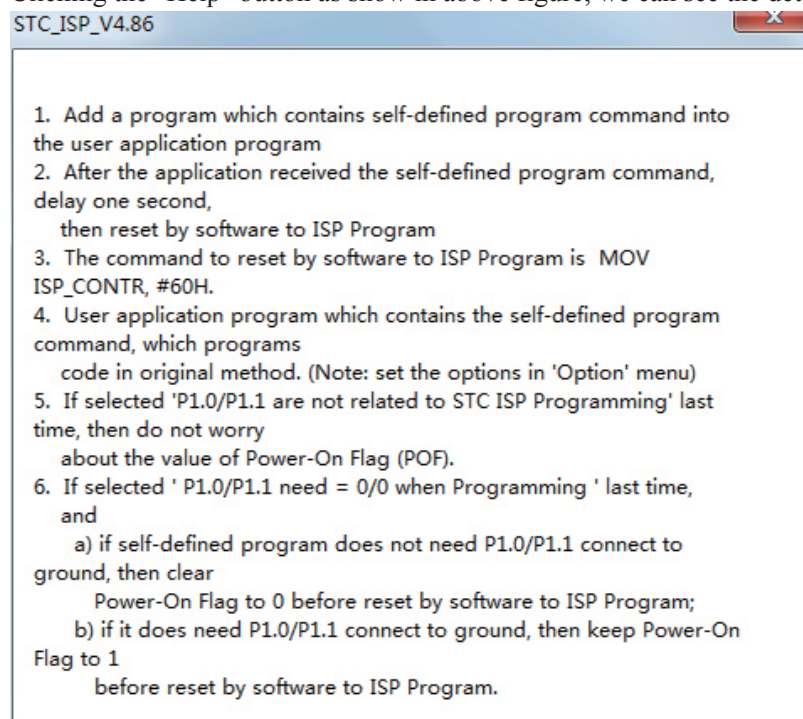 Clicking the "Help" button as show in above figure, we can see the det
STC_ISP_V4.86
1. Add a program which contains self-defined program command into
the user application program
2. After the application received the self-defined program command,
delay one second,
then reset by software to ISP Program
3. The command to reset by software to ISP Program is MOV
ISP_CONTR, #60H.
4. User application program which contains the self-defined program
command, which programs
code in original method. (Note: set the options in 'Option' menu)
5. If selected 'P1.0/P1.1 are not related to STC ISP Programming' last
time, then do not worry
about the value of Power-On Flag (POF).
6. If selected ' P1.0/P1.1 need = 0/0 when Programming ' last time,
and
a) if self-defined program does not need P1.0/P1.1 connect to
ground, then clear
Power-On Flag to 0 before reset by software to ISP Program;
b) if it does need P1.0/P1.1 connect to ground, then keep Power-On
Flag to 1
before reset by software to ISP Program.